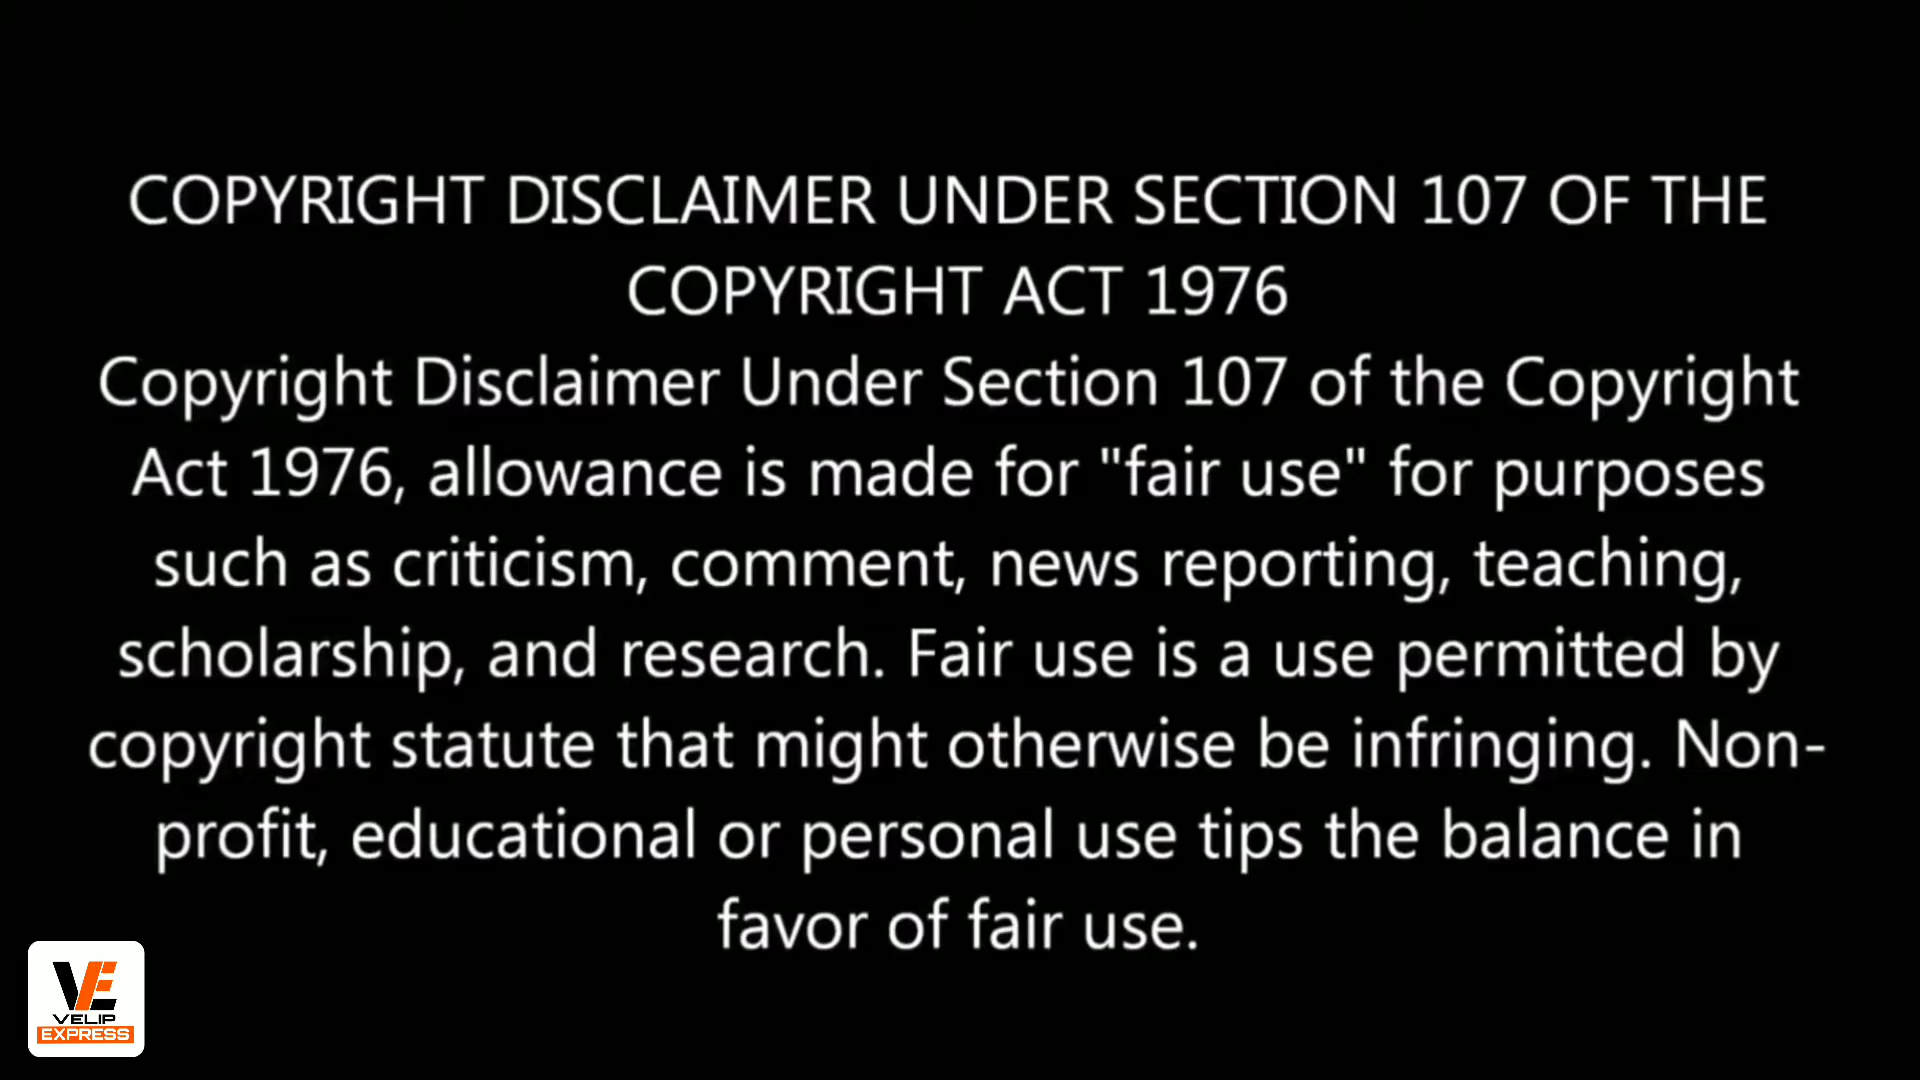 COPYRIGHT DISCLAIMER UNDER SECTION 107 OF THE
COPYRIGHT ACT 1976
Copyright Disclaimer Under Section 107 of the Copyright
Act 1976, allowance is made for "fair use" for purposes
such as criticism, comment, news reporting, teaching,
scholarship, and research. Fair use is a use permitted by
copyright statute that might otherwise be infringing. Non-
profit, educational or personal use tips the balance in
favor of fair use.
VE
VELIP
EXPRESS